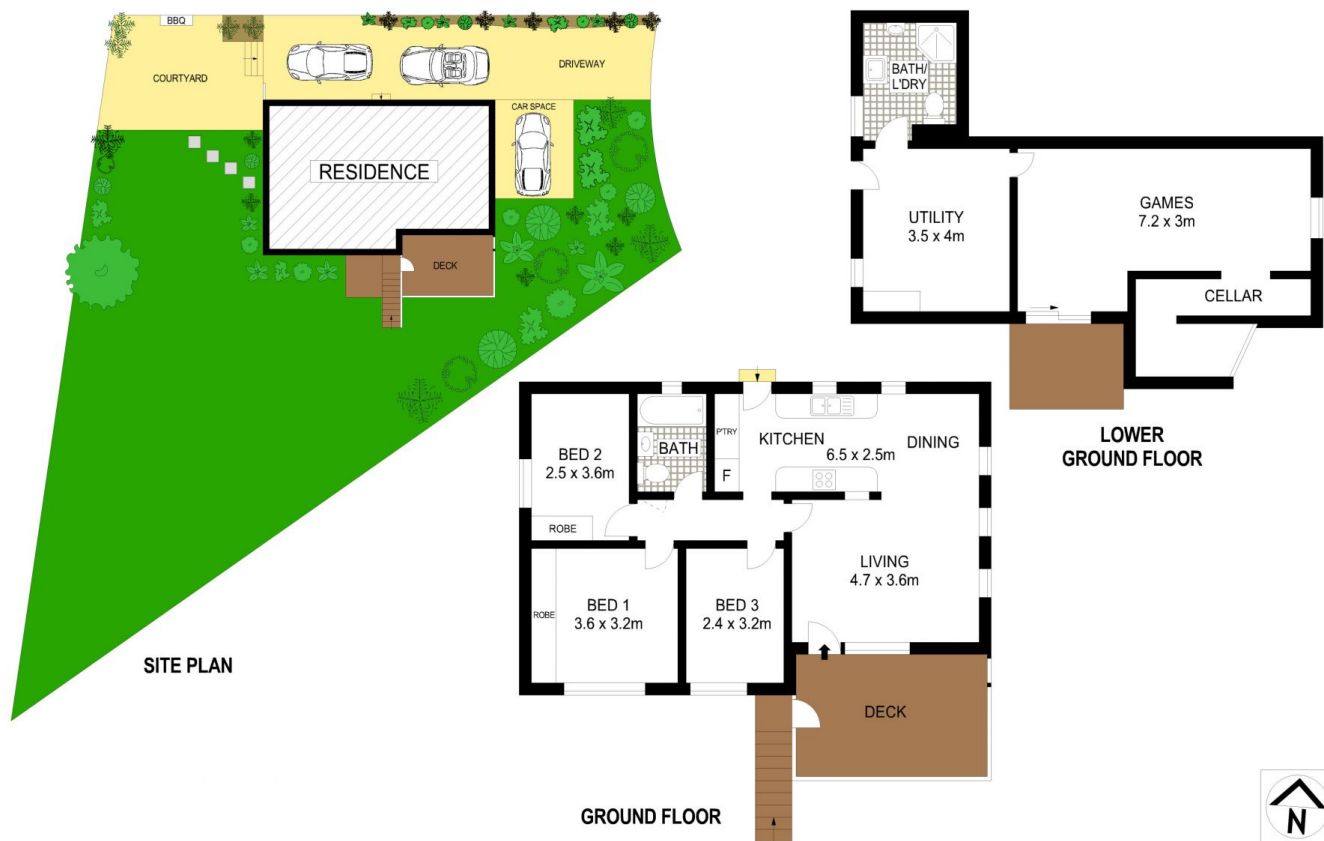 BBQ
COURTYARD
DRIVEWAY
CAR SPACE
RESIDENCE
DECK
SITE PLAN
BATH/
L'DRY
UTILITY
3.5 x 4m
GAMES
7.2 x 3m
CELLAR
LOWER
GROUND FLOOR
BED 2
2.5 x 3.6m
ROBE
BATH
P'TRY
F
KITCHEN
6.5 x 2.5m
DINING
LIVING
4.7 x 3.6m
ROBE
BED 1
3.6 x 3.2m
BED 3
2.4 x 3.2m
DECK
GROUND FLOOR
N